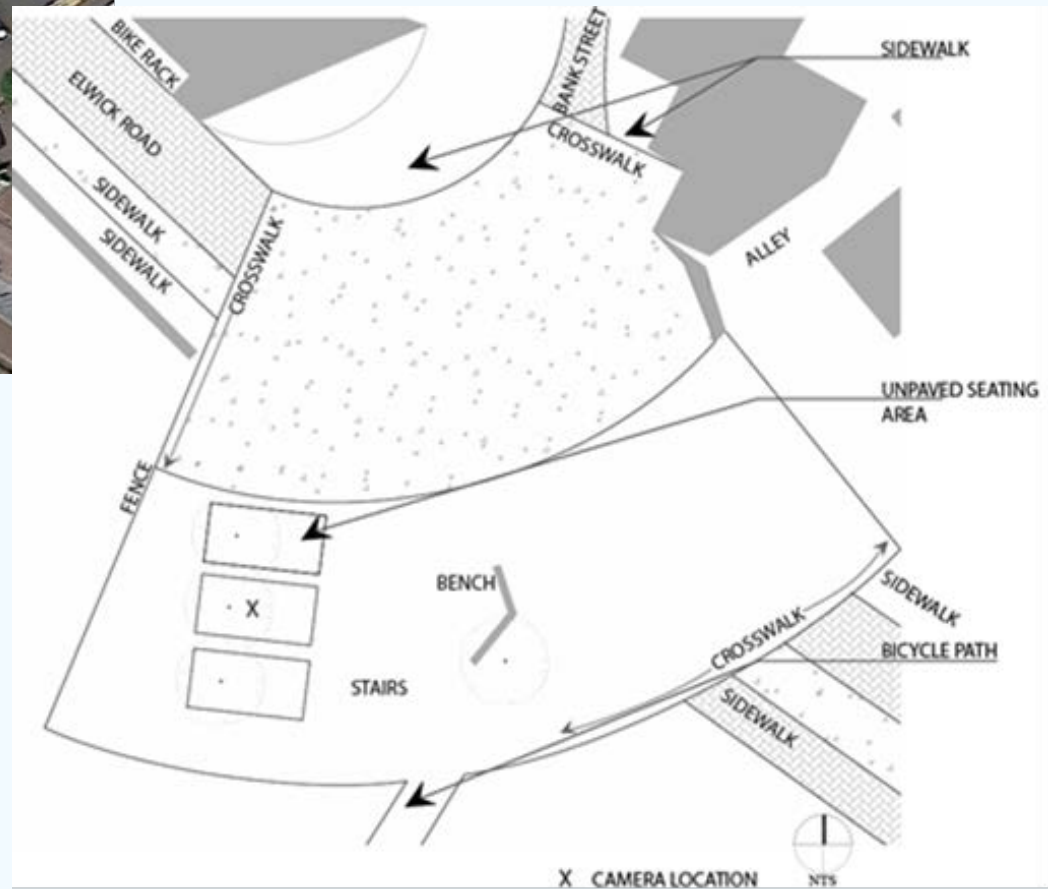 BIKE RACK
ELWICK ROAD
SIDEWALK
SIDEWALK
CROSSWALK
BANK STREET
CROSSWALK
SIDEWALK
ALLEY
UNPAVED SEATING
AREA
FENCE
BENCH
X
STAIRS
CROSSWALK
SIDEWALK
BICYCLE PATH
SIDEWALK
X CAMERA LOCATION
NTS